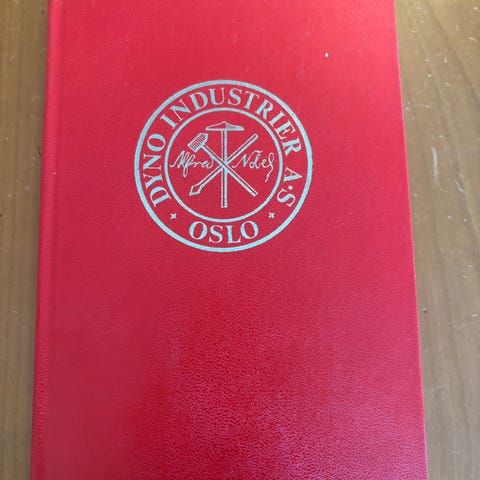 DYNO INDUSTRIER A.S
Alfred Nobel
OSLO